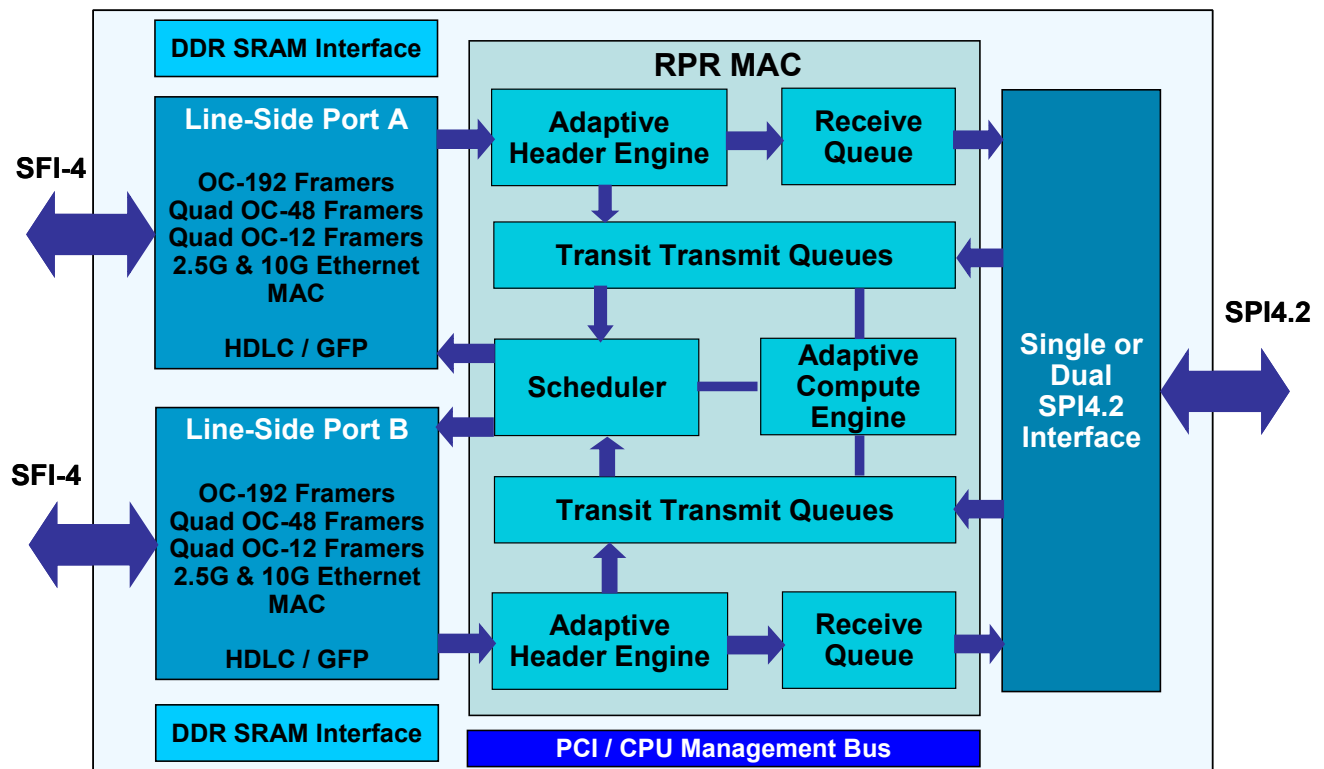 DDR SRAM Interface
RPR MAC
Line-Side Port A
OC-192 Framers
Quad OC-48 Framers
Quad OC-12 Framers
2.5G & 10G Ethernet
MAC
HDLC / GFP
SFI-4
Adaptive
Header Engine
Receive
Queue
Transit Transmit Queues
Scheduler
Adaptive
Compute
Engine
Single or
Dual
SPI4.2
Interface
SPI4.2
Line-Side Port B
OC-192 Framers
Quad OC-48 Framers
Quad OC-12 Framers
2.5G & 10G Ethernet
MAC
HDLC / GFP
SFI-4
Transit Transmit Queues
Adaptive
Header Engine
Receive
Queue
DDR SRAM Interface
PCI / CPU Management Bus